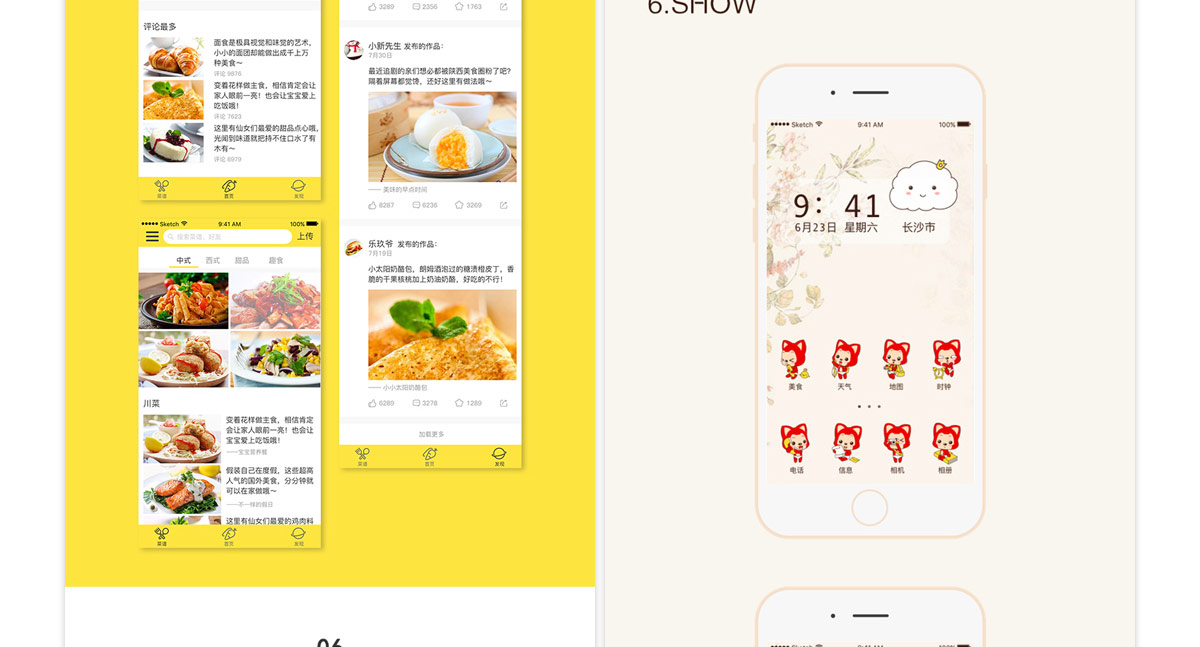 评论最多
面食是极具视觉和味觉的艺术，
小小的面团却能做出成千上万
种美食～
评论 9876
变着花样做主食，相信肯定会让
家人眼前一亮！也会让宝宝爱上
吃饭哦！
评论 7623
这里有仙女们最爱的甜品点心哦，
光闻到味道就把持不住口水了有
木有～
评论 6979
菜谱
首页
发现
Sketch
9:41 AM
100%
搜索菜谱、好友
上传
中式
西式
甜品
趣食
川菜
变着花样做主食，相信肯定
会让家人眼前一亮！也会让
宝宝爱上吃饭哦！
——宝宝营养餐
假装自己在度假，这些超高
人气的国外美食，分分钟就
可以在家做哦～
——不一样的假日
这里有仙女们最爱的鸡肉料
菜谱
首页
发现
3289
2356
1763
小新先生 发布的作品：
7月30日
最近追剧的亲们想必都被陕西美食圈粉了吧？
隔着屏幕都觉馋，还好这里有做法哦～
—— 美味的早点时间
6287
6236
3269
乐玖爷 发布的作品：
7月19日
小太阳奶酪包，朗姆酒泡过的糖渍橙皮丁，香
脆的干果核桃加上奶油奶酪，好吃的不行！
—— 小小太阳奶酪包
6289
3278
1289
加载更多
菜谱
首页
发现
06
6.SHOW
Sketch
9:41 AM
100%
9: 41
6月23日 星期六
长沙市
美食
天气
地图
时钟
电话
信息
相机
相册
Sketch
9:41 AM
100%